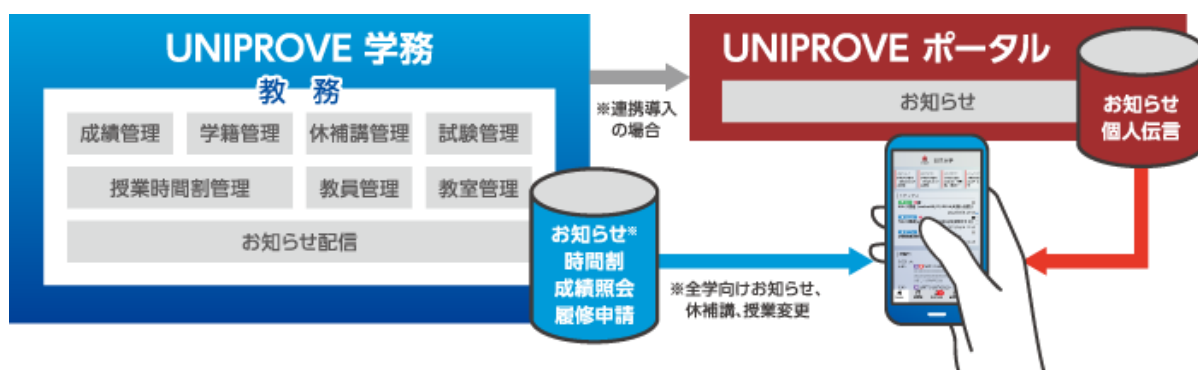 UNIPROVE 学務
教 務
成績管理
学籍管理
休補講管理
試験管理
授業時間割管理
教員管理
教室管理
お知らせ配信
お知らせ※
時間割
成績照会
履修申請
※連携導入
の場合
UNIPROVE ポータル
お知らせ
お知らせ
個人伝言
※全学向けお知らせ、
休補講、授業変更